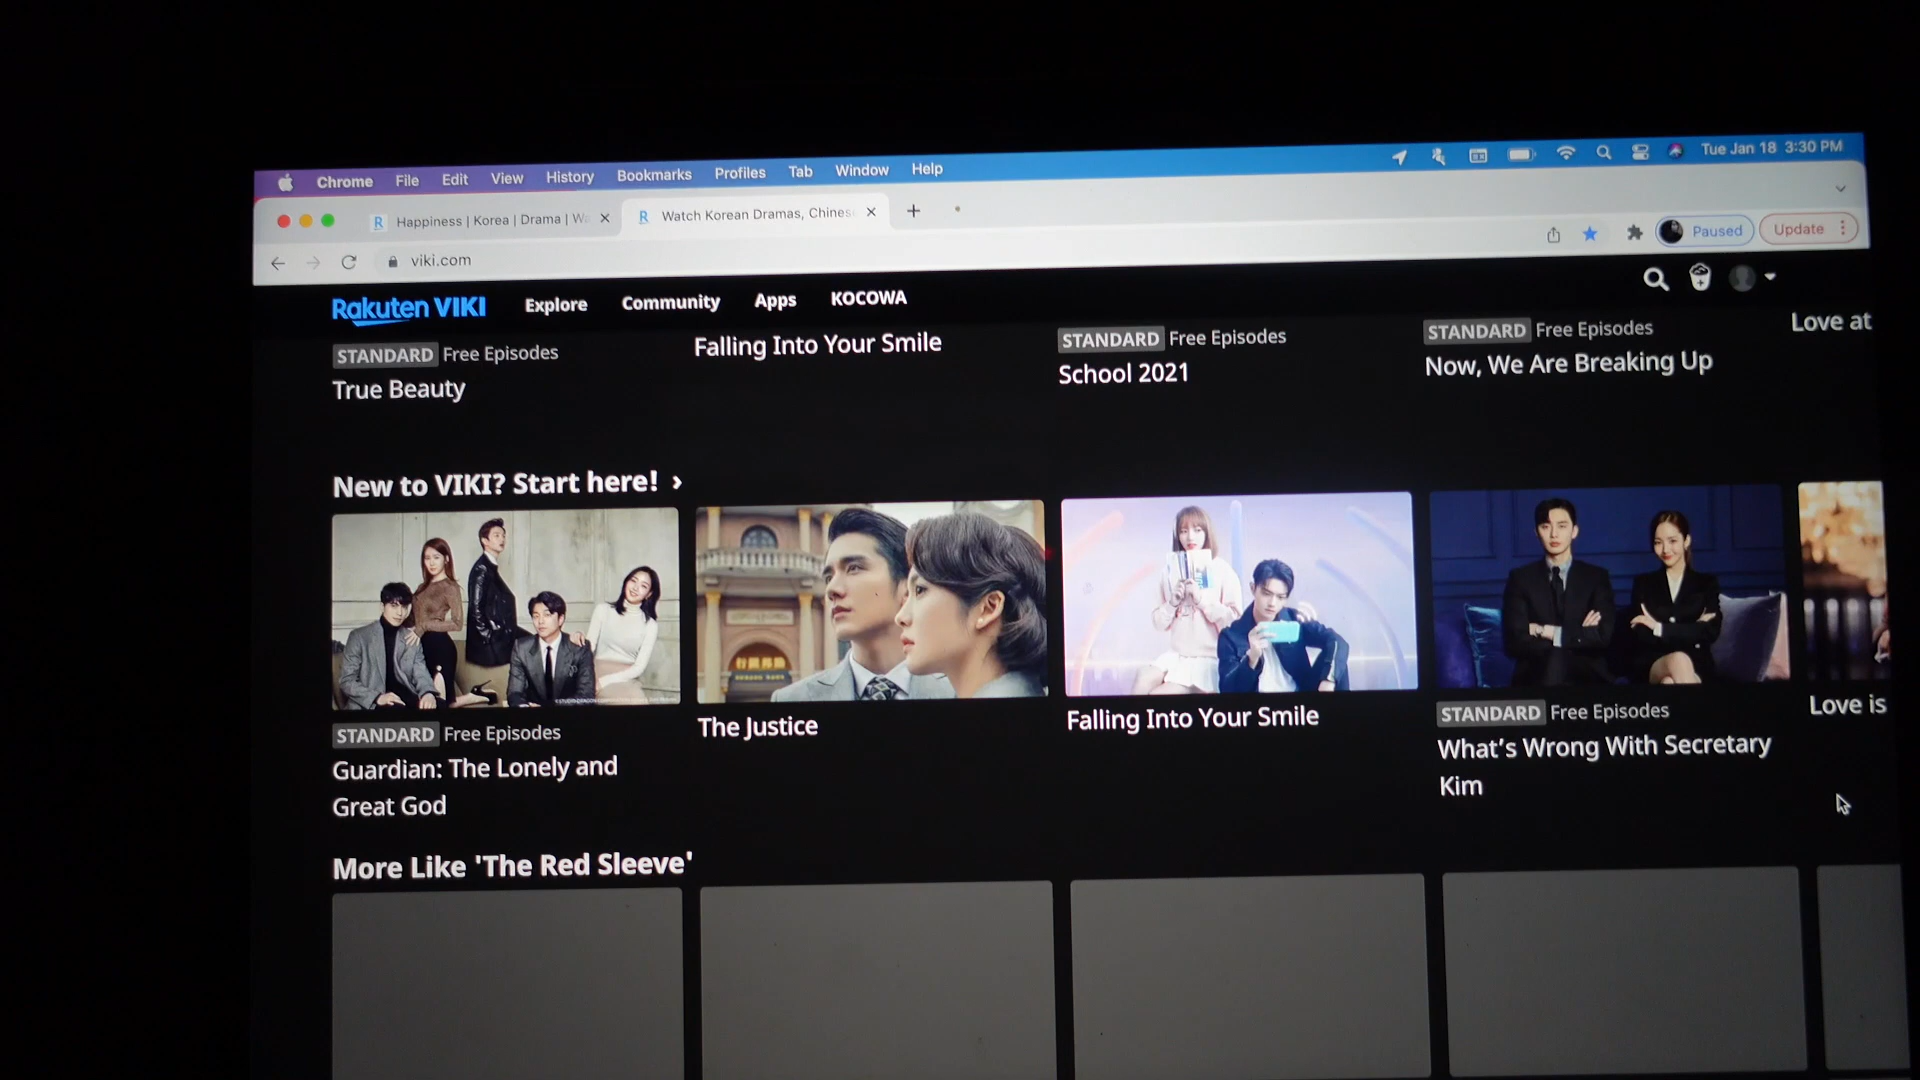 Chrome File Edit View History Bookmarks Profiles Tab Window Help Tue Jan 18 3:30 PM
R Happiness | Korea | Drama | Wa R Watch Korean Dramas, Chines
viki.com Paused Update
Rakuten VIKI Explore Community Apps KOCOWA
STANDARD Free Episodes
True Beauty
Falling Into Your Smile
STANDARD Free Episodes
School 2021
STANDARD Free Episodes
Now, We Are Breaking Up
Love at
New to VIKI? Start here! ›
STANDARD Free Episodes
Guardian: The Lonely and
Great God
The Justice
Falling Into Your Smile
STANDARD Free Episodes
What's Wrong With Secretary
Kim
Love is
More Like 'The Red Sleeve'